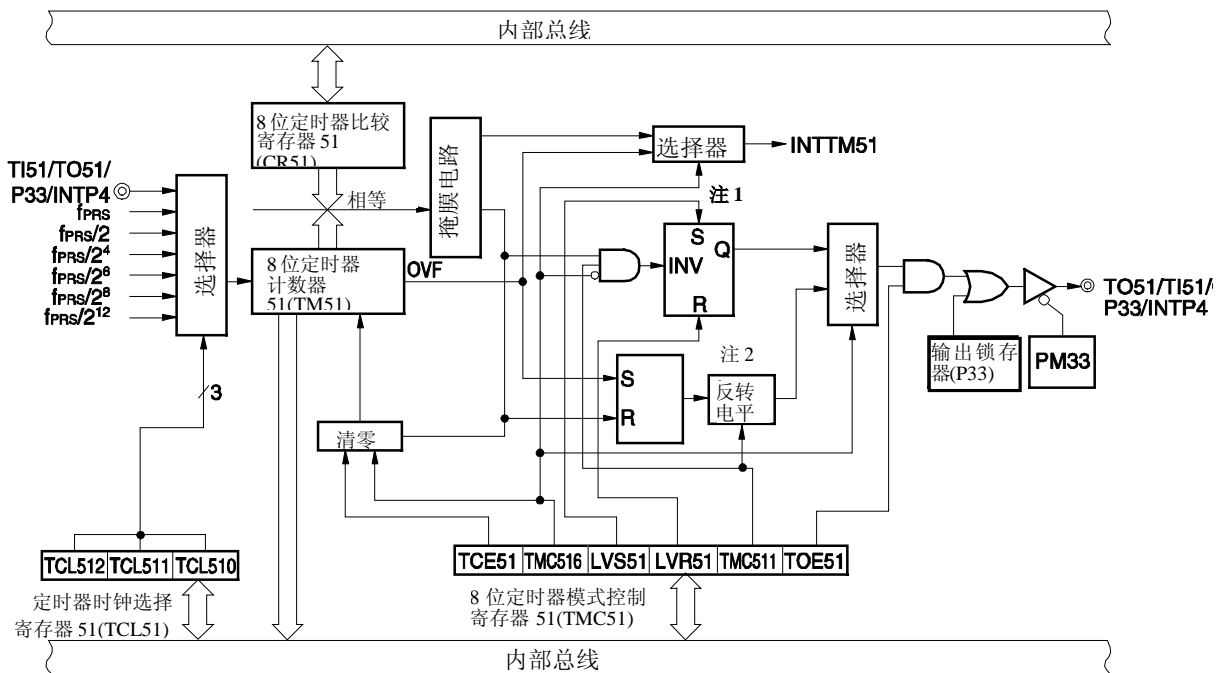 内部总线
8 位定时器比较
寄存器 51
(CR51)
掩膜电路
选择器
INTTM51
TI51/TO51/
P33/INTP4
fPRS
fPRS/2
fPRS/2⁴
fPRS/2⁶
fPRS/2⁸
fPRS/2¹²
选择器
相等
注 1
8 位定时器
计数器
51(TM51)
OVF
S
INV
Q
R
选择器
TO51/TI51/
P33/INTP4
输出锁存
器(P33)
PM33
注 2
S
R
反转
电平
3
清零
TCL512 TCL511 TCL510
定时器时钟选择
寄存器 51(TCL51)
TCE51 TMC516 LVS51 LVR51 TMC511 TOE51
8 位定时器模式控制
寄存器 51(TMC51)
内部总线